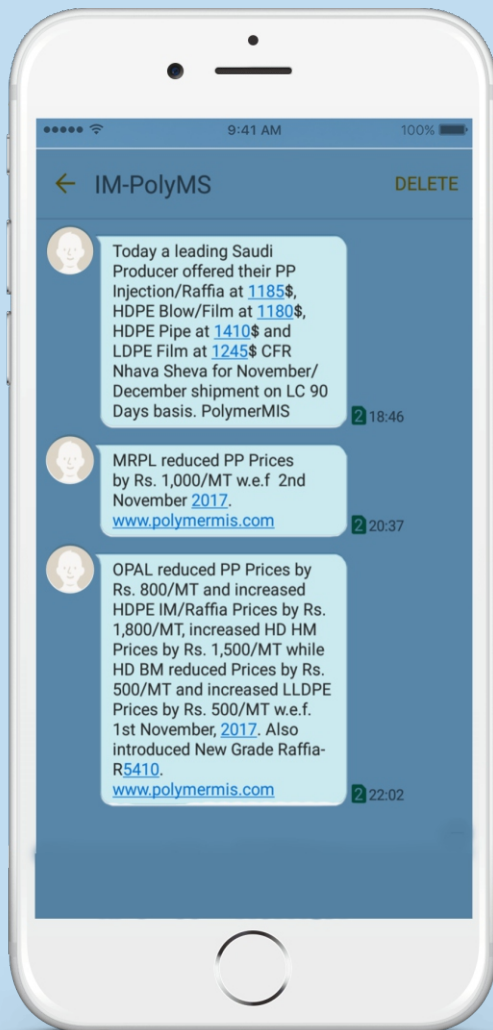 9:41 AM
100%
IM-PolyMS
DELETE
Today a leading Saudi
Producer offered their PP
Injection/Raffia at 1185$,
HDPE Blow/Film at 1180$,
HDPE Pipe at 1410$ and
LDPE Film at 1245$ CFR
Nhava Sheva for November/
December shipment on LC 90
Days basis. PolymerMIS
2 18:46
MRPL reduced PP Prices
by Rs. 1,000/MT w.e.f  2nd
November 2017.
www.polymermis.com
2 20:37
OPAL reduced PP Prices by
Rs. 800/MT and increased
HDPE IM/Raffia Prices by Rs.
1,800/MT, increased HD HM
Prices by Rs. 1,500/MT while
HD BM reduced Prices by Rs.
500/MT and increased LLDPE
Prices by Rs. 500/MT w.e.f.
1st November, 2017. Also
introduced New Grade Raffia-
R5410.
www.polymermis.com
2 22:02